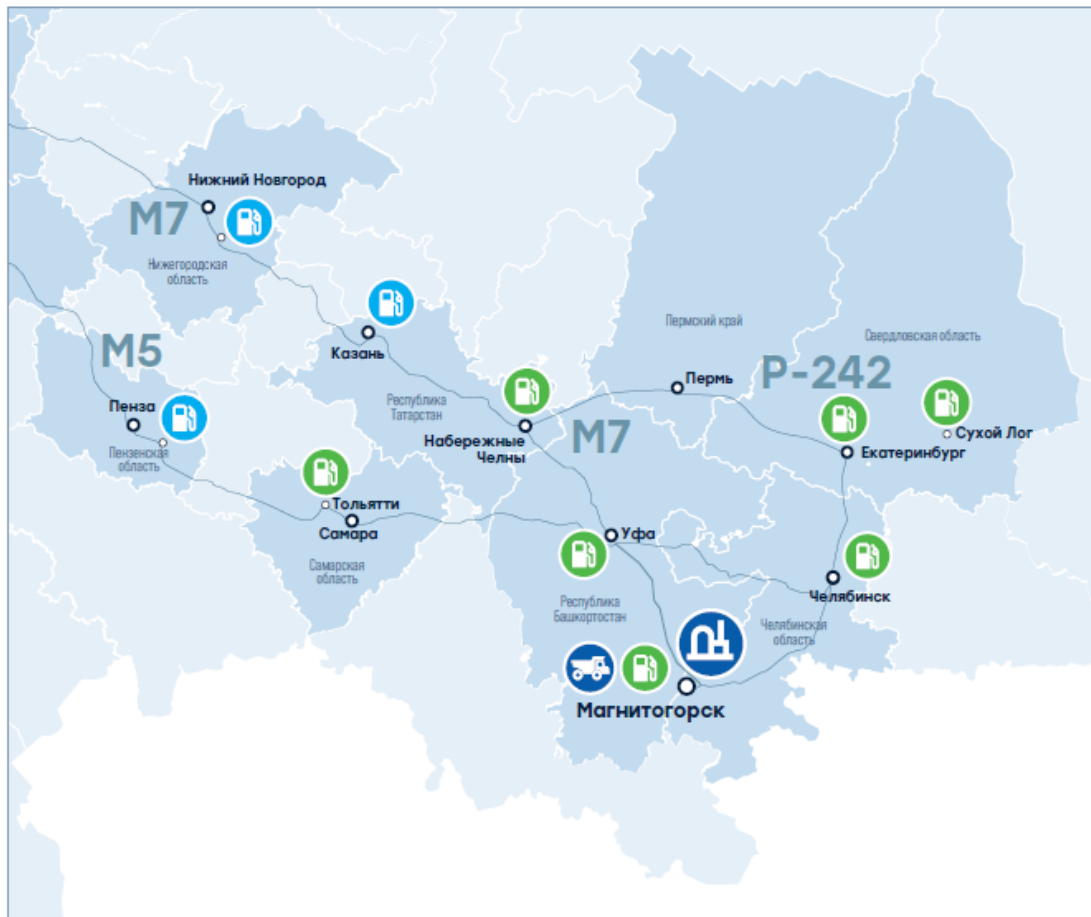 Нижний Новгород
М7
Нижегородская
область
М5
Казань
Пермский край
Свердловская область
Р-242
Пермь
Пенза
Республика
Татарстан
Набережные
Челны
М7
Сухой Лог
Екатеринбург
Пензенская
область
Тольятти
Самара
Уфа
Самарская
область
Республика
Башкортостан
Челябинск
Челябинская
область
Магнитогорск